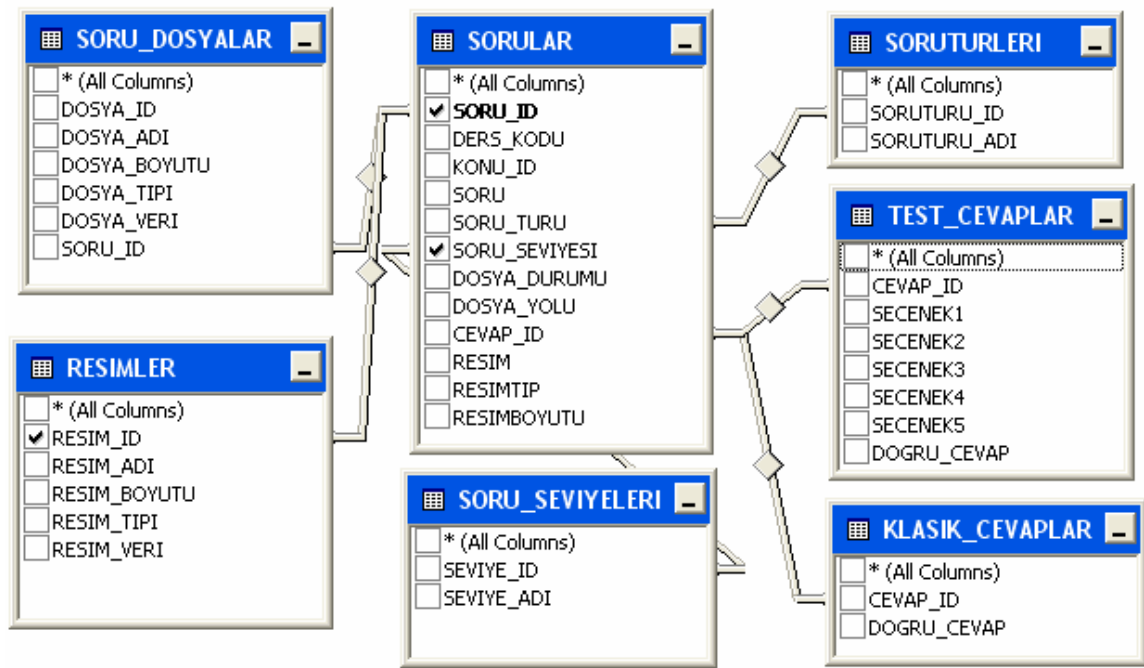 SORU_DOSYALAR
* (All Columns)
DOSYA_ID
DOSYA_ADI
DOSYA_BOYUTU
DOSYA_TIPI
DOSYA_VERI
SORU_ID
SORULAR
* (All Columns)
SORU_ID
DERS_KODU
KONU_ID
SORU
SORU_TURU
SORU_SEVIYESI
DOSYA_DURUMU
DOSYA_YOLU
CEVAP_ID
RESIM
RESIMTIP
RESIMBOYUTU
SORUTURLERI
* (All Columns)
SORUTURU_ID
SORUTURU_ADI
TEST_CEVAPLAR
* (All Columns)
CEVAP_ID
SECENEK1
SECENEK2
SECENEK3
SECENEK4
SECENEK5
DOGRU_CEVAP
RESIMLER
* (All Columns)
RESIM_ID
RESIM_ADI
RESIM_BOYUTU
RESIM_TIPI
RESIM_VERI
SORU_SEVIYELERI
* (All Columns)
SEVIYE_ID
SEVIYE_ADI
KLASIK_CEVAPLAR
* (All Columns)
CEVAP_ID
DOGRU_CEVAP